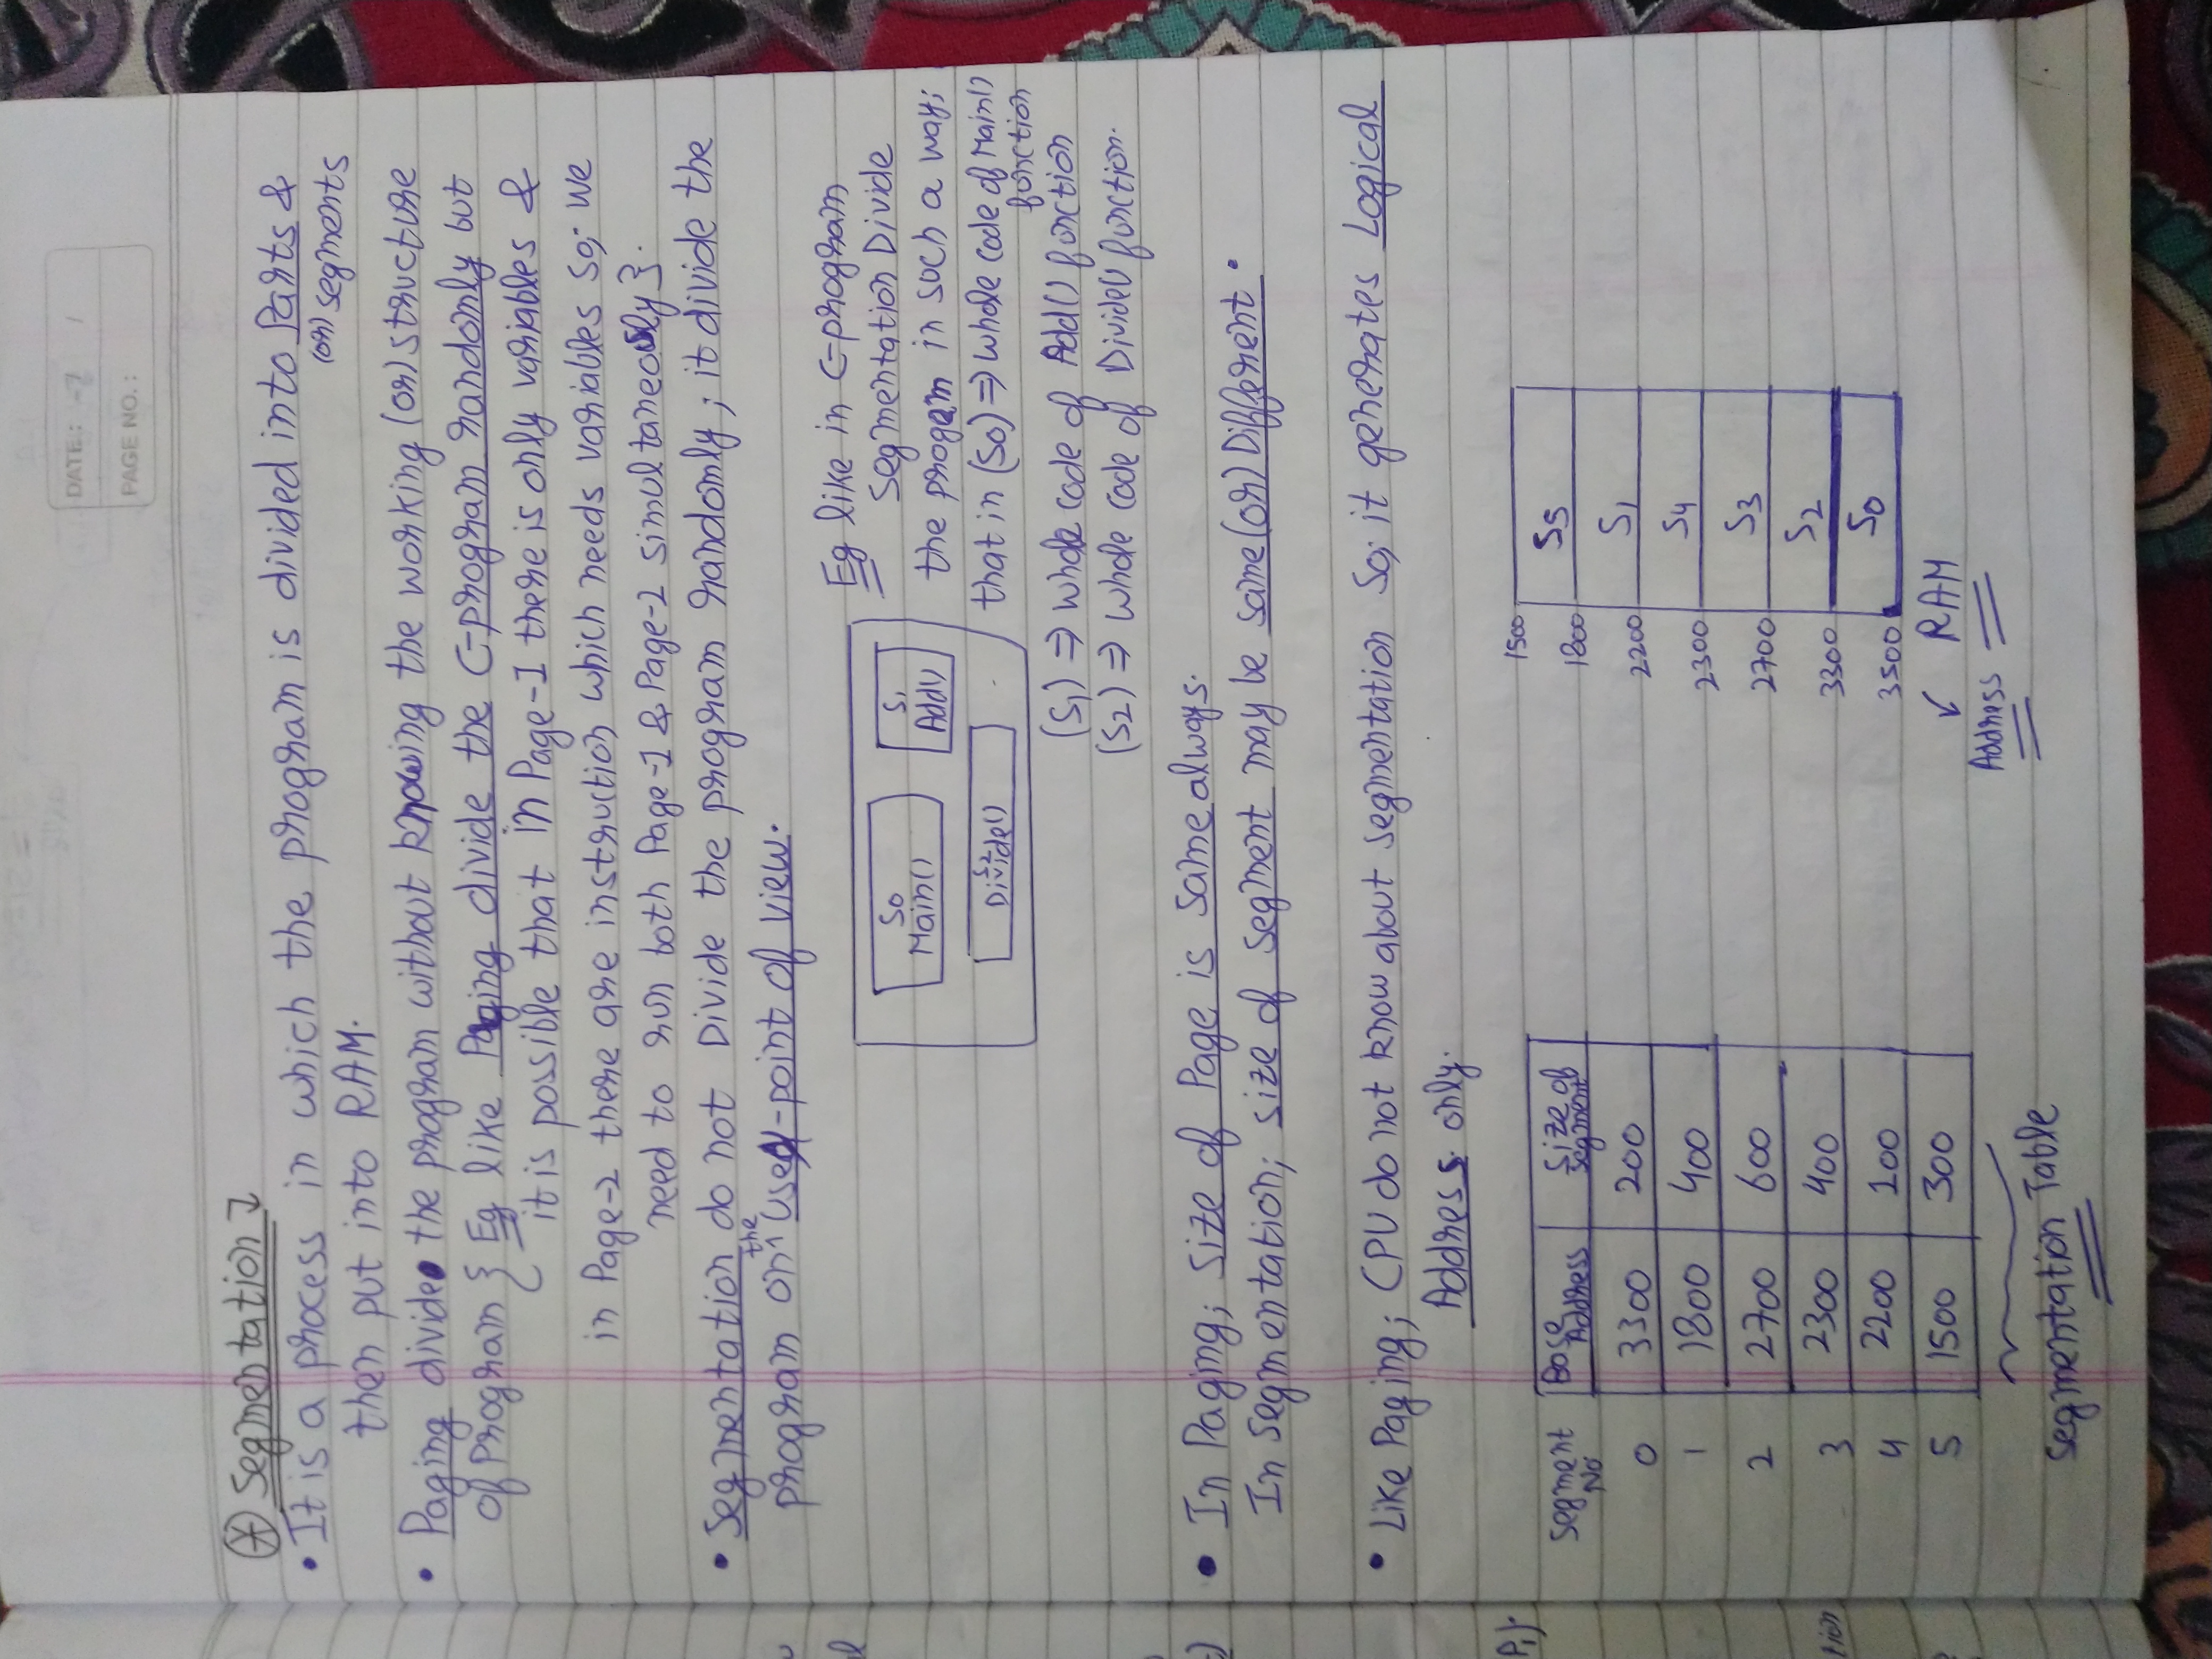 DATE: /
PAGE NO.:
* Segmentation
• It is a process in which the program is divided into Parts &
(or) segments
then put into RAM.
• Paging divide the program without knowing the working (or) structure
of Program { Eg like Paging divide the C-program randomly but
it is possible that in Page-1 there is only variables &
in Page-2 there are instruction which needs variables so; we
need to run both Page-1 & Page-2 simultaneously }.
• Segmentation do not Divide the program randomly; it divide the
program on the user-point of view.
Eg like in C-program
Segmentation Divide
the progam in such a way;
that in (S0) ⇒ whole code of Main()
function
(S1) ⇒ whole code of Add() function
(S2) ⇒ whole code of Divide() function.
S0
Main()
S1
Add()
S2
Divide()
• In Paging; size of Page is same always.
In Segmentation; size of segment may be same (or) Different.
• Like Paging; CPU do not know about segmentation So; it generates Logical
Address only.
Segment No Base Address Size of Segment
0 3300 200
1 1800 400
2 2700 600
3 2300 400
4 2200 100
5 1500 300
Segmentation Table
1500
S5
1800
S1
2200
S4
2300
S3
2700
S2
3300
S0
3500
Address
RAM